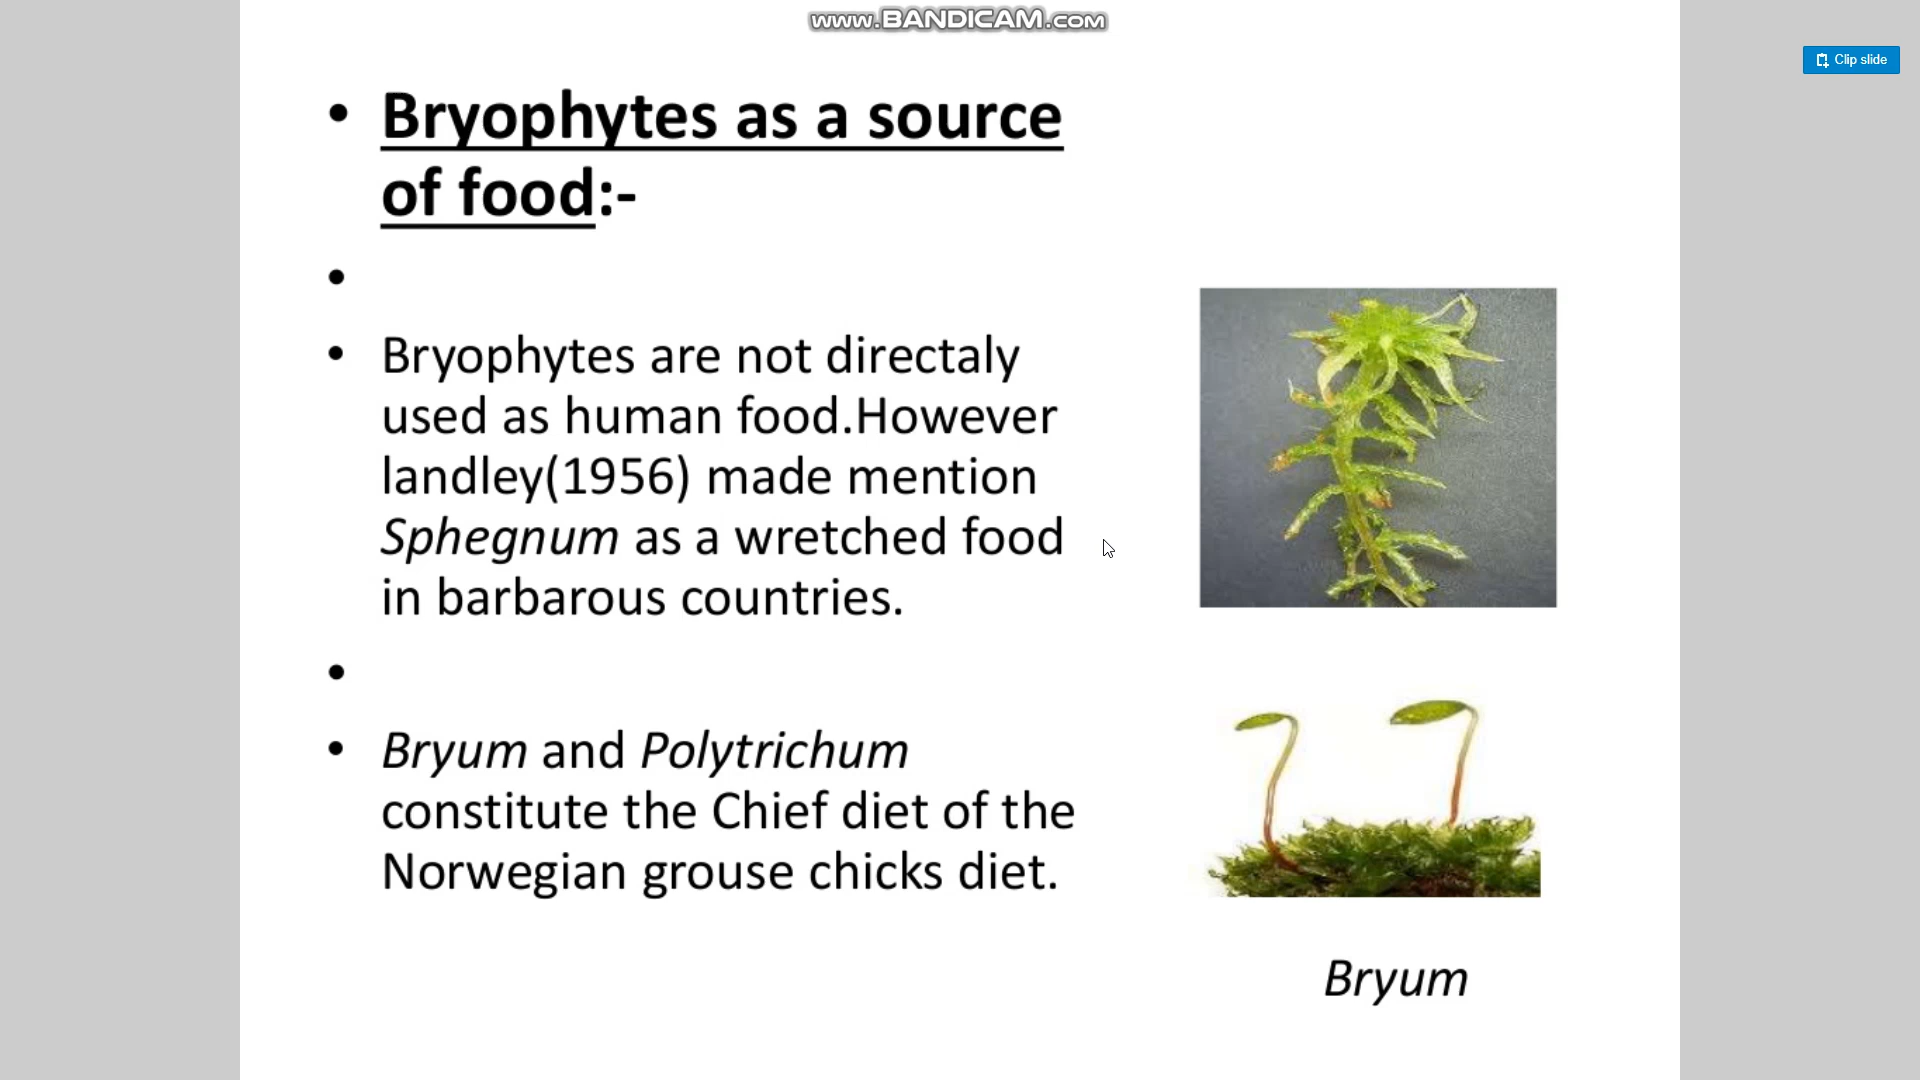 www.BANDICAM.com
Clip slide
• Bryophytes as a source
of food:-
•
• Bryophytes are not directaly
used as human food.However
landley(1956) made mention
Sphegnum as a wretched food
in barbarous countries.
•
• Bryum and Polytrichum
constitute the Chief diet of the
Norwegian grouse chicks diet.
Bryum